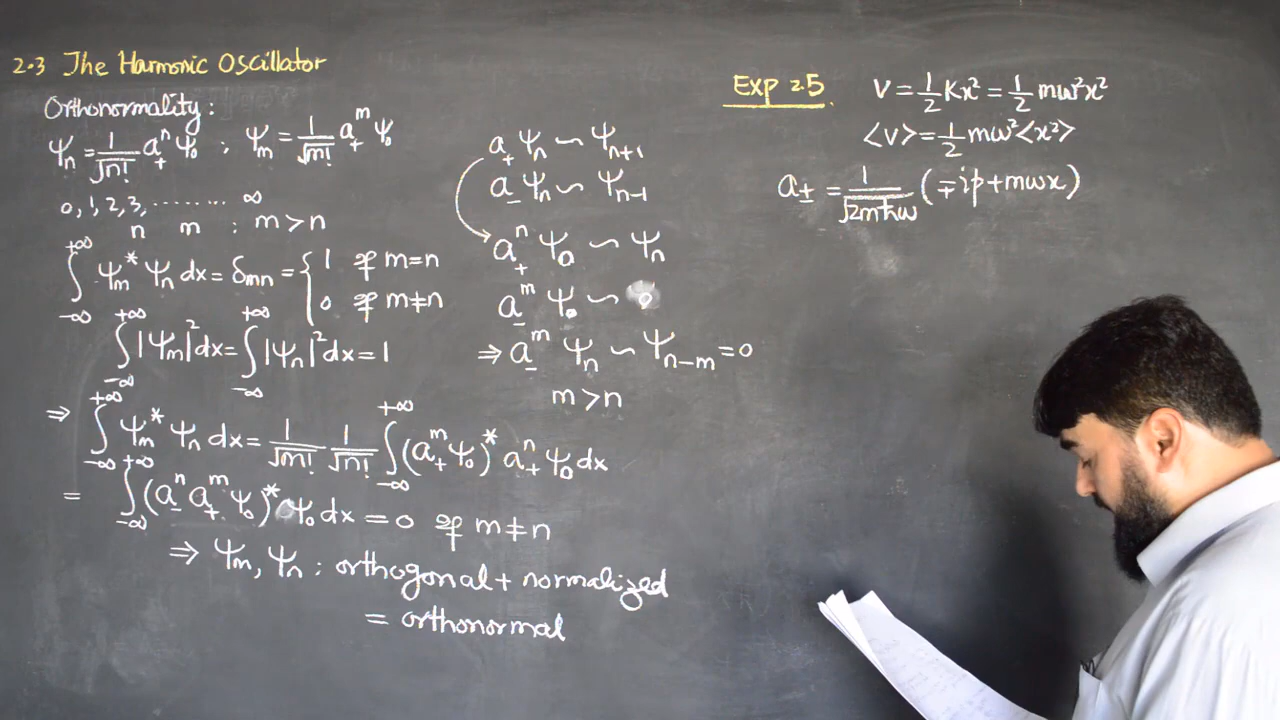 2.3 The Harmonic Oscillator
Orthonormality:
Ψn = 1/√n! a₊ⁿ Ψ₀ ; Ψm = 1/√m! a₊ᵐ Ψ₀
0, 1, 2, 3, ........ ∞
n m : m > n
∫_{-∞}^{+∞} Ψm* Ψn dx = δmn = { 1 if m = n
0 if m ≠ n
∫_{-∞}^{+∞} |Ψm|² dx = ∫_{-∞}^{+∞} |Ψn|² dx = 1
⇒ ∫_{-∞}^{+∞} Ψm* Ψn dx = 1/√m! 1/√n! ∫_{-∞}^{+∞} (a₊ᵐ Ψ₀)* a₊ⁿ Ψ₀ dx
= ∫_{-∞}^{+∞} (a₋ⁿ a₊ᵐ Ψ₀)* Ψ₀ dx = 0 if m ≠ n
⇒ Ψm, Ψn : orthogonal + normalized
= orthonormal
a₊ Ψn ∼ Ψn+1
a₋ Ψn ∼ Ψn-1
a₊ⁿ Ψ₀ ∼ Ψn
a₋ᵐ Ψ₀ ∼ 0
⇒ a₋ᵐ Ψn ∼ Ψn-m = 0
m > n
Exp 2.5 V = 1/2 Kx² = 1/2 mω²x²
<V> = 1/2 mω² <x²>
a± = 1/√2mħω (∓ip + mωx)